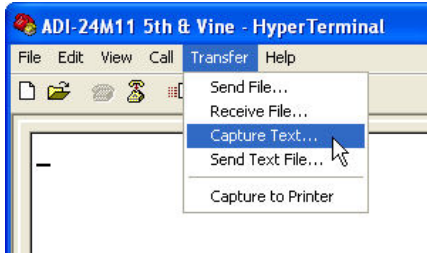 ADI-24M11 5th & Vine - HyperTerminal
File Edit View Call Transfer Help
Send File...
Receive File...
Capture Text...
Send Text File...
Capture to Printer